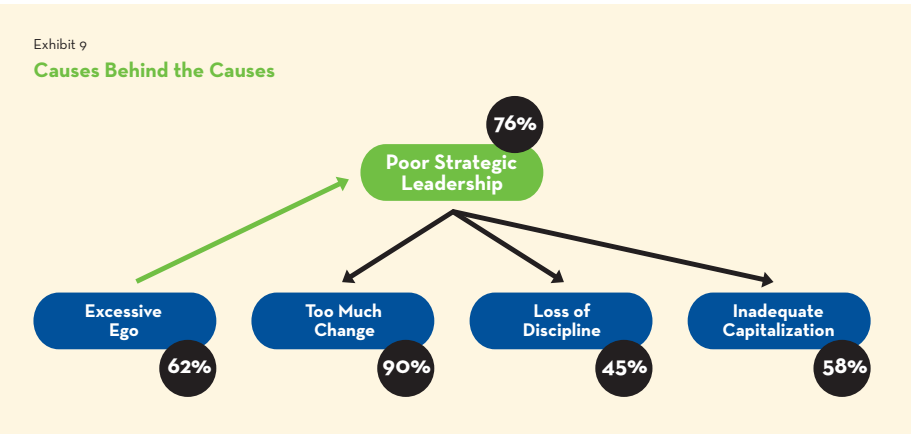 Exhibit 9
Causes Behind the Causes
76%
Poor Strategic
Leadership
Excessive
Ego
62%
Too Much
Change
90%
Loss of
Discipline
45%
Inadequate
Capitalization
58%